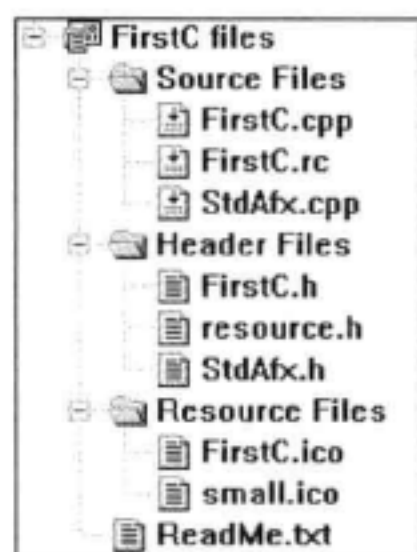 FirstC files
Source Files
FirstC.cpp
FirstC.rc
StdAfx.cpp
Header Files
FirstC.h
resource.h
StdAfx.h
Resource Files
FirstC.ico
small.ico
ReadMe.txt